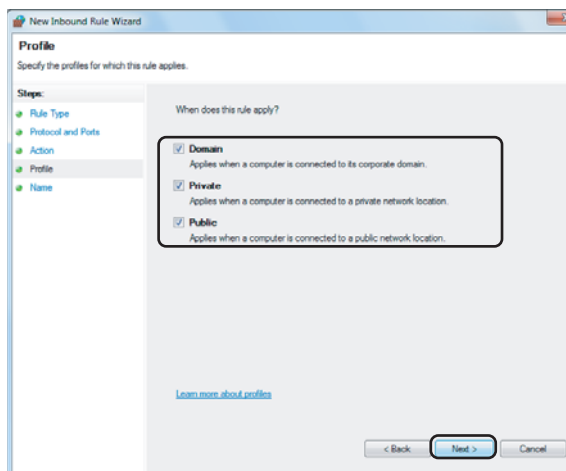 New Inbound Rule Wizard
Profile
Specify the profiles for which this rule applies.
Steps:
Rule Type
Protocol and Ports
Action
Profile
Name
When does this rule apply?
Domain
Applies when a computer is connected to its corporate domain.
Private
Applies when a computer is connected to a private network location.
Public
Applies when a computer is connected to a public network location.
Learn more about profiles
< Back
Next >
Cancel